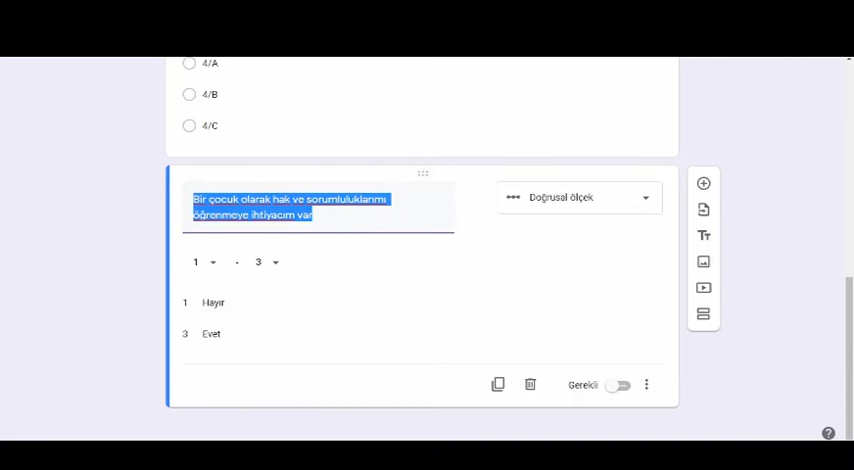 4/A
4/B
4/C
Bir çocuk olarak hak ve sorumluluklarımı
öğrenmeye ihtiyacım var
Doğrusal ölçek
1 - 3
1 Hayır
3 Evet
Gerekli
Tт